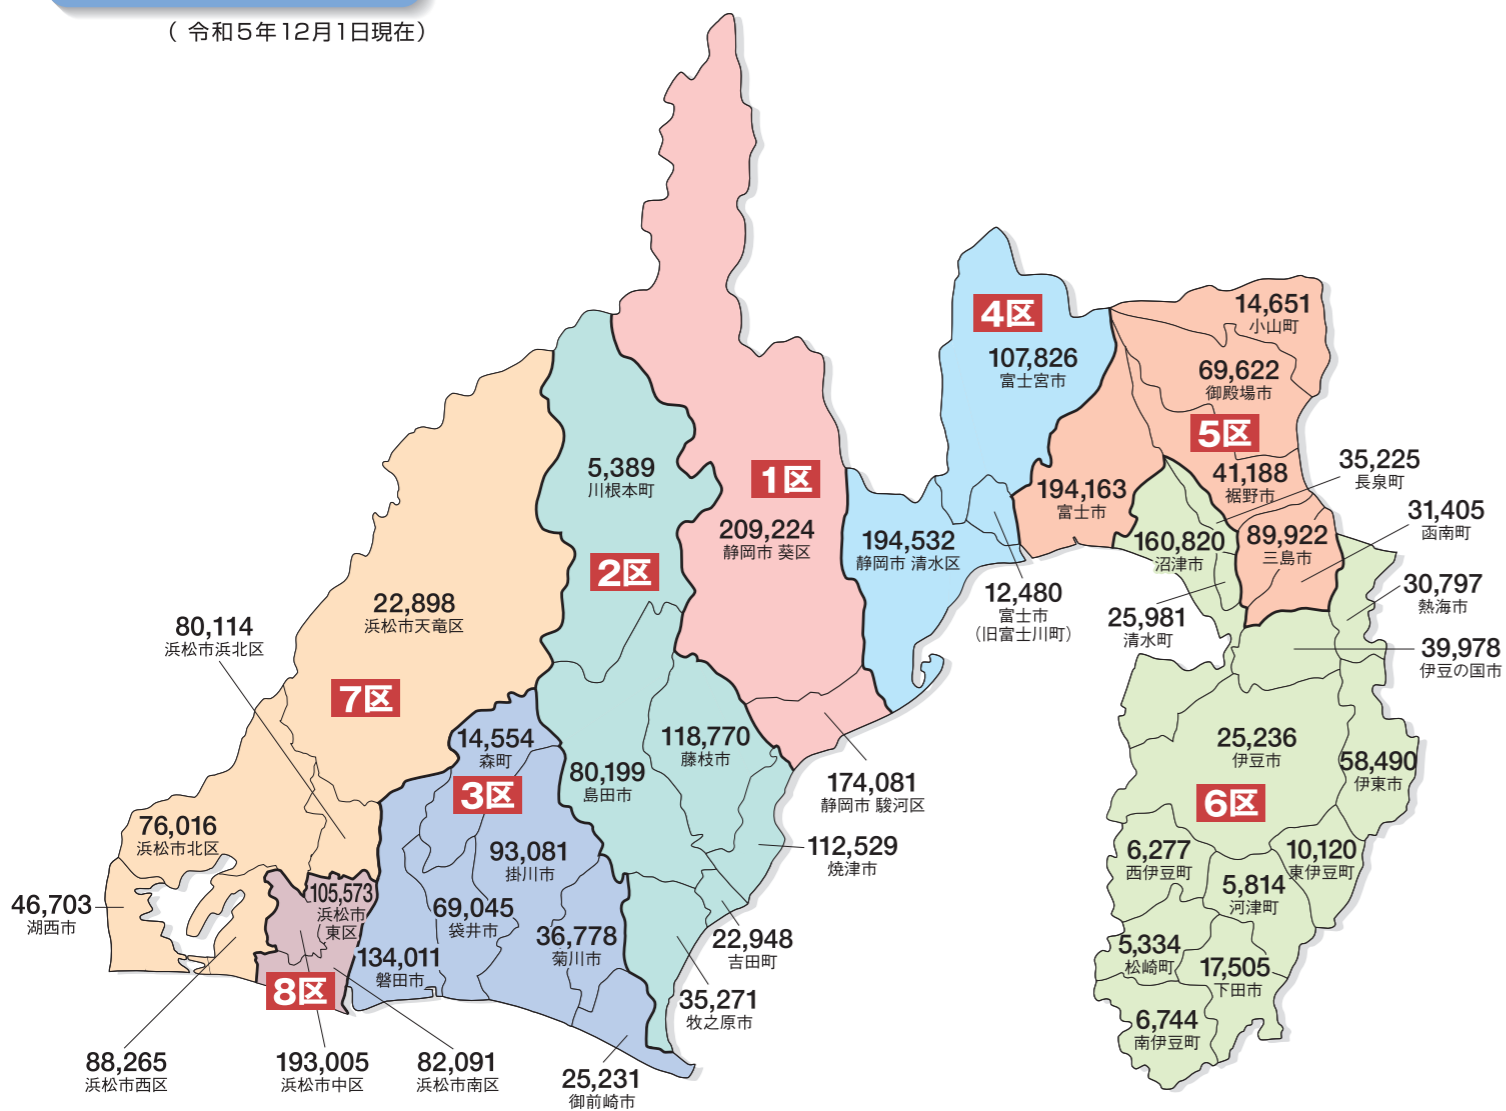 ( 令和5年12月1日現在)
4区
107,826
富士宮市
14,651
小山町
69,622
御殿場市
5区
41,188
裾野市
35,225
長泉町
31,405
函南町
30,797
熱海市
39,978
伊豆の国市
5,389
川根本町
1区
209,224
静岡市 葵区
194,532
静岡市 清水区
194,163
富士市
12,480
富士市
(旧富士川町)
160,820
沼津市
89,922
三島市
25,981
清水町
2区
22,898
浜松市天竜区
80,114
浜松市浜北区
7区
14,554
森町
3区
80,199
島田市
118,770
藤枝市
174,081
静岡市 駿河区
112,529
焼津市
22,948
吉田町
35,271
牧之原市
25,236
伊豆市
58,490
伊東市
6区
6,277
西伊豆町
5,814
河津町
10,120
東伊豆町
5,334
松崎町
17,505
下田市
6,744
南伊豆町
76,016
浜松市北区
46,703
湖西市
105,573
浜松市
東区
93,081
掛川市
69,045
袋井市
36,778
菊川市
134,011
磐田市
8区
88,265
浜松市西区
193,005
浜松市中区
82,091
浜松市南区
25,231
御前崎市